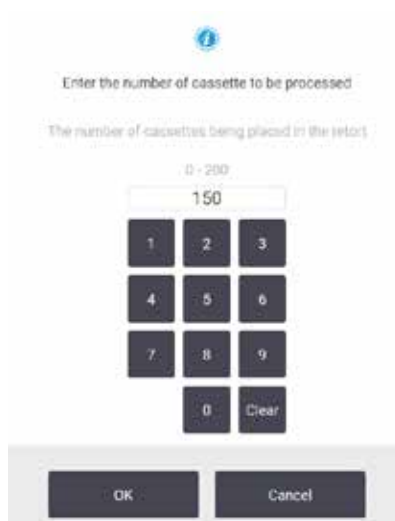 i
Enter the number of cassette to be processed
The number of cassettes being placed in the retort
0 - 200
150
1 2 3
4 5 6
7 8 9
0 Clear
OK Cancel